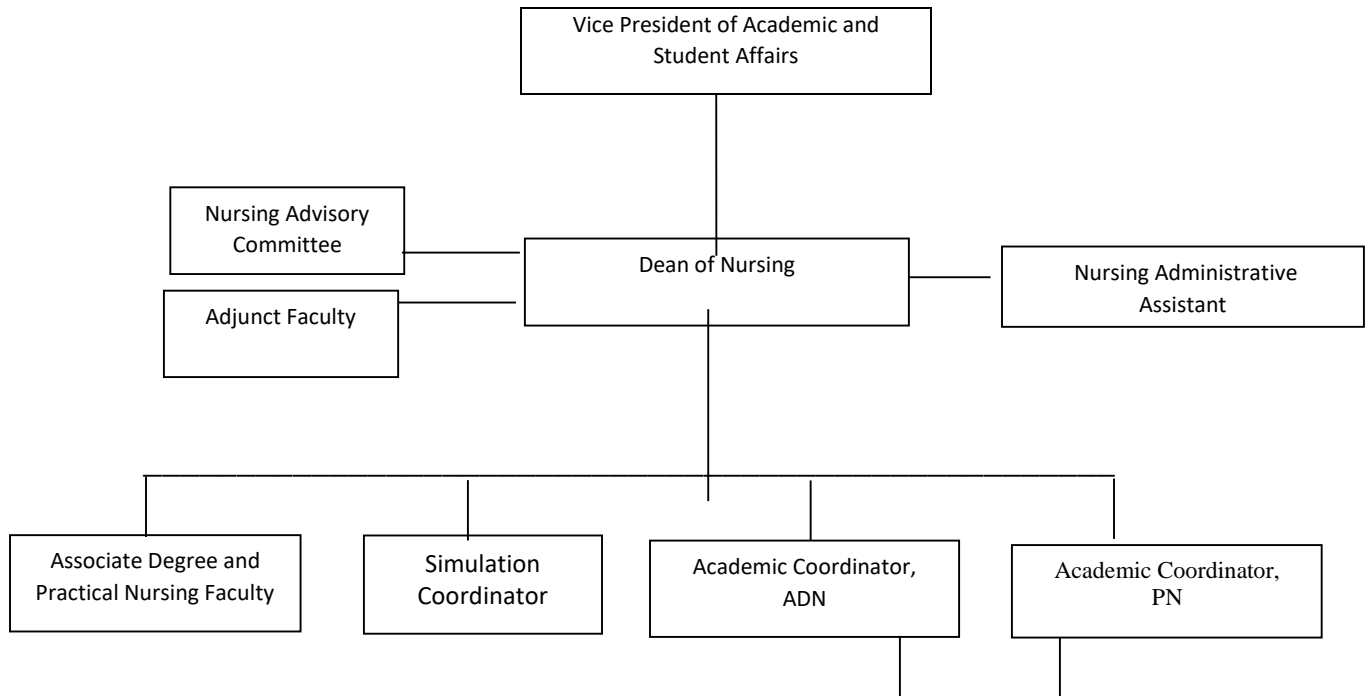 Vice President of Academic and
Student Affairs
Nursing Advisory
Committee
Dean of Nursing
Nursing Administrative
Assistant
Adjunct Faculty
Associate Degree and
Practical Nursing Faculty
Simulation
Coordinator
Academic Coordinator,
ADN
Academic Coordinator,
PN